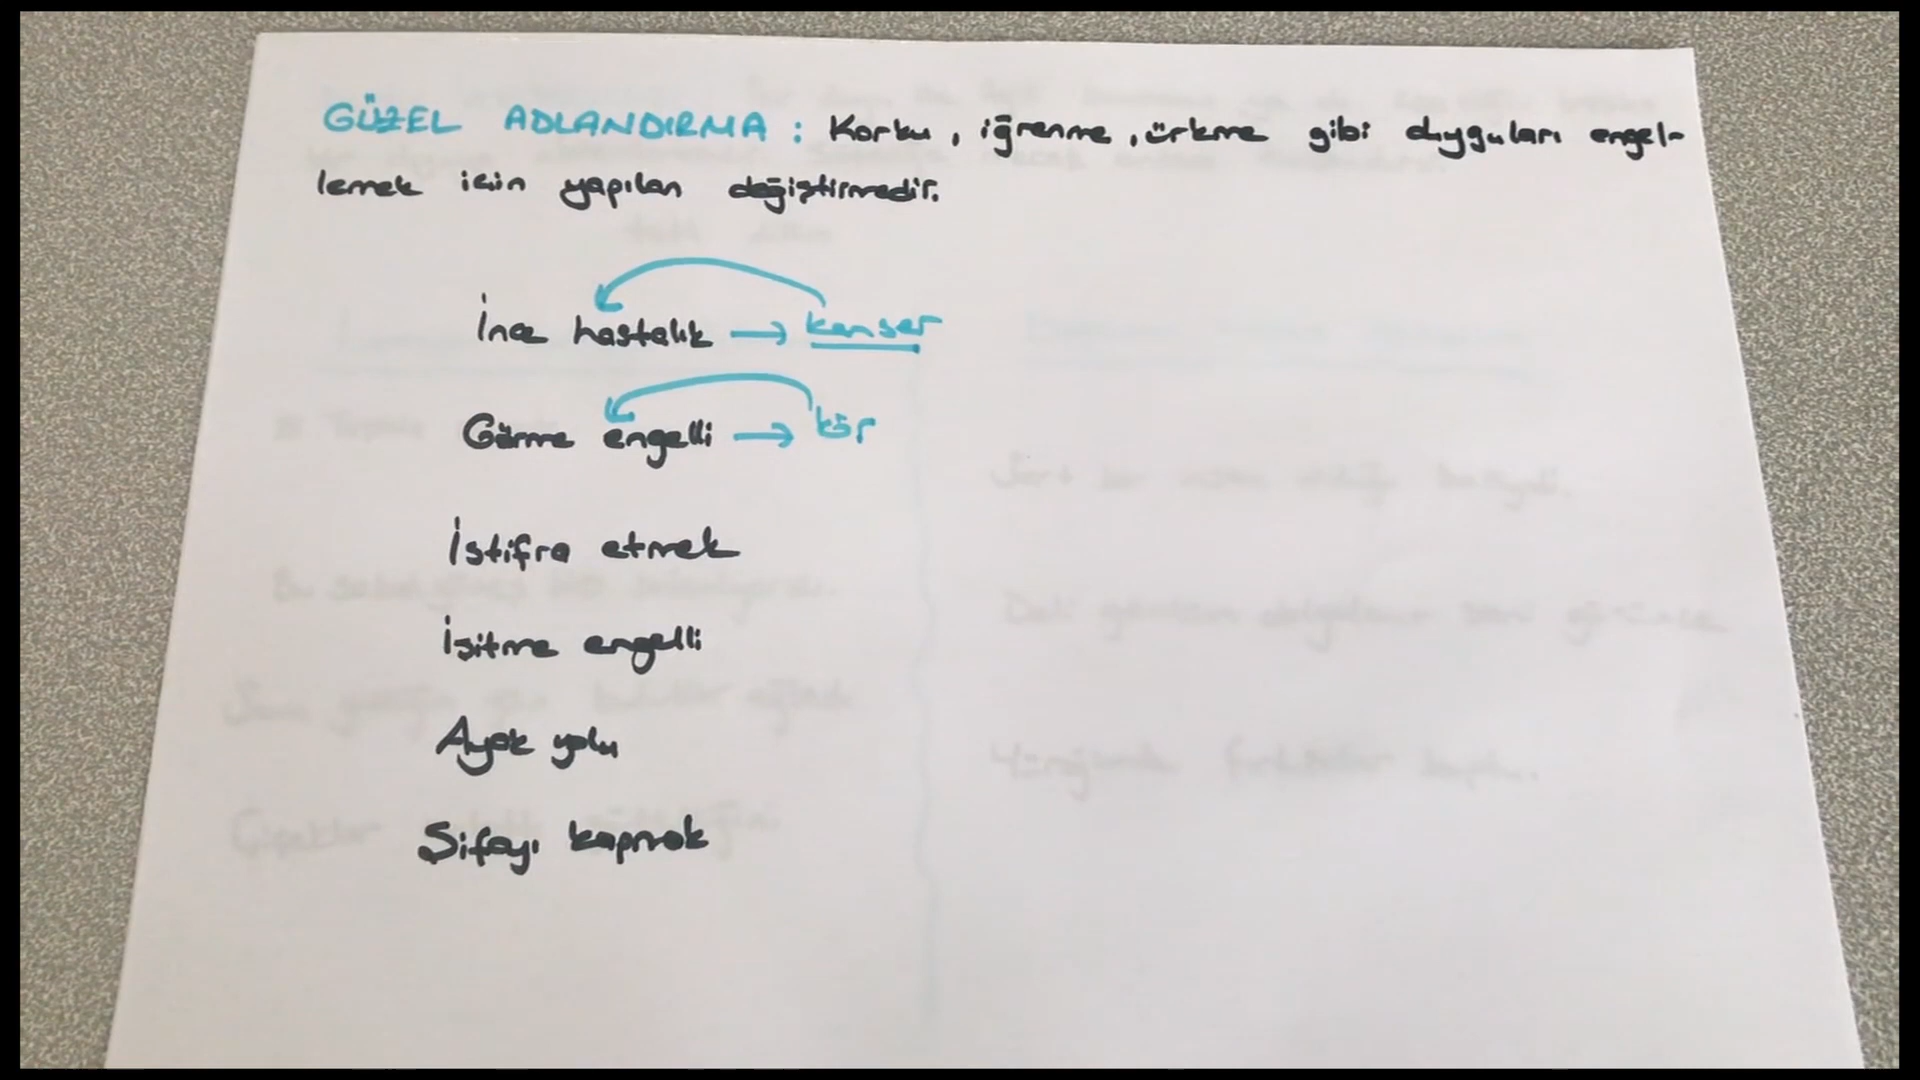 GÜZEL ADLANDIRMA : Korku, iğrenme, ürkme gibi duyguları engel-
lemek için yapılan değiştirmedir.
İnce hastalık → kanser
Görme engelli → kör
İstifra etmek
İşitme engelli
Ayak yolu
Şifayı kapmak